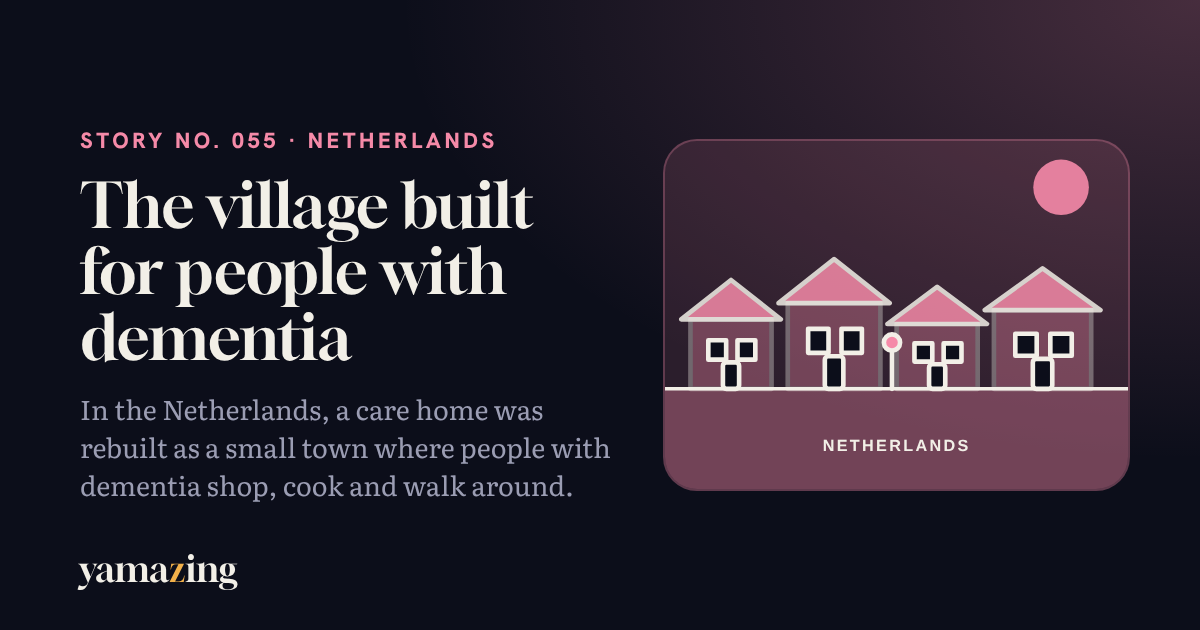 STORY NO. 055 · NETHERLANDS
The village built
for people with
dementia
In the Netherlands, a care home was
rebuilt as a small town where people with
dementia shop, cook and walk around.
NETHERLANDS
yamazing